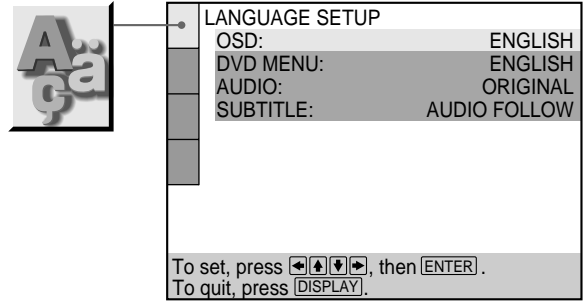 Aäç
LANGUAGE SETUP
OSD: ENGLISH
DVD MENU: ENGLISH
AUDIO: ORIGINAL
SUBTITLE: AUDIO FOLLOW
To set, press ←↑↓→, then ENTER .
To quit, press DISPLAY.